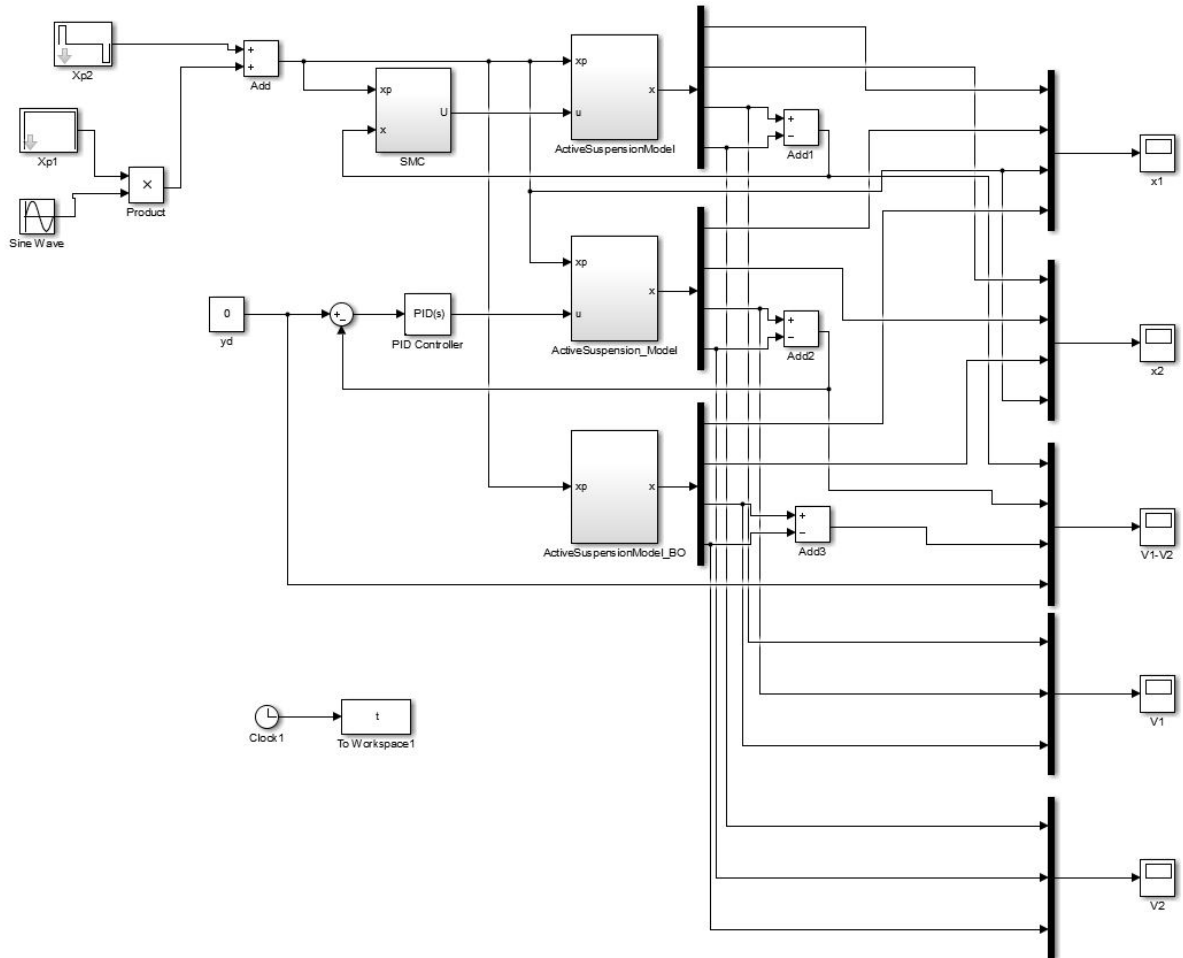 Xp2
+
+
Add
Xp1
×
Product
Sine Wave
xp
x
U
SMC
xp
u
x
ActiveSuspensionModel
+
−
Add1
x1
0
yd
+
−
PID(s)
PID Controller
xp
u
x
ActiveSuspension_Model
+
−
Add2
x2
xp
x
ActiveSuspensionModel_BO
+
−
Add3
V1-V2
Clock1
t
To Workspace1
V1
V2